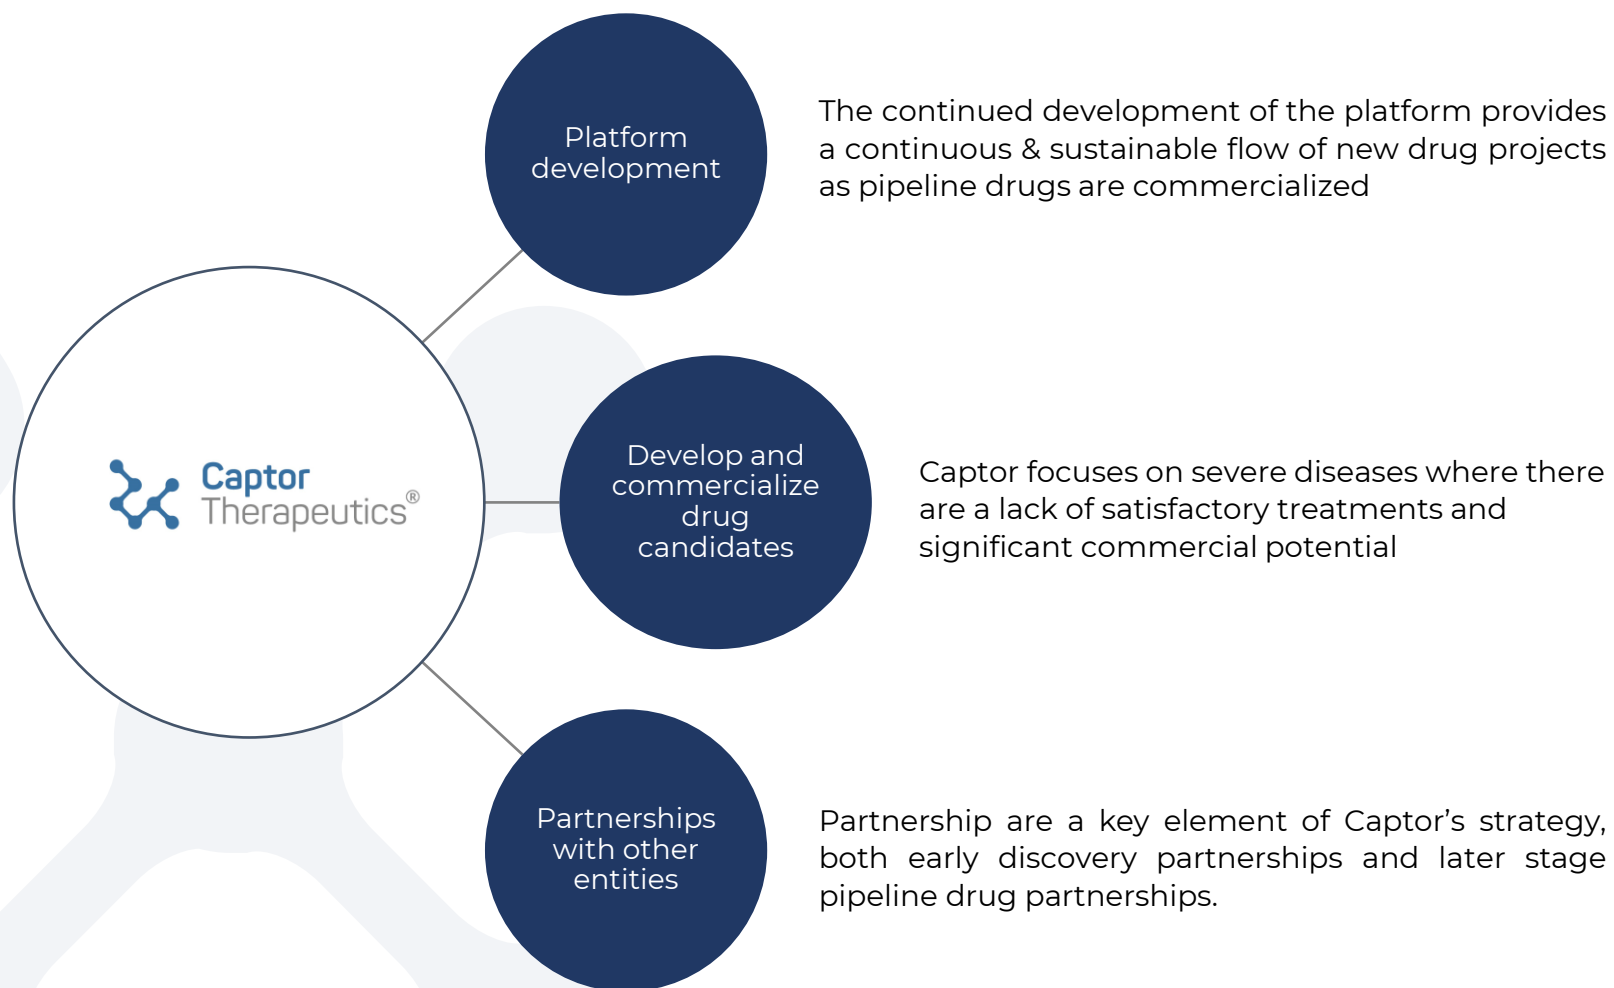 Platform
development
The continued development of the platform provides
a continuous & sustainable flow of new drug projects
as pipeline drugs are commercialized
Captor
Therapeutics®
Develop and
commercialize
drug
candidates
Captor focuses on severe diseases where there
are a lack of satisfactory treatments and
significant commercial potential
Partnerships
with other
entities
Partnership are a key element of Captor’s strategy,
both early discovery partnerships and later stage
pipeline drug partnerships.